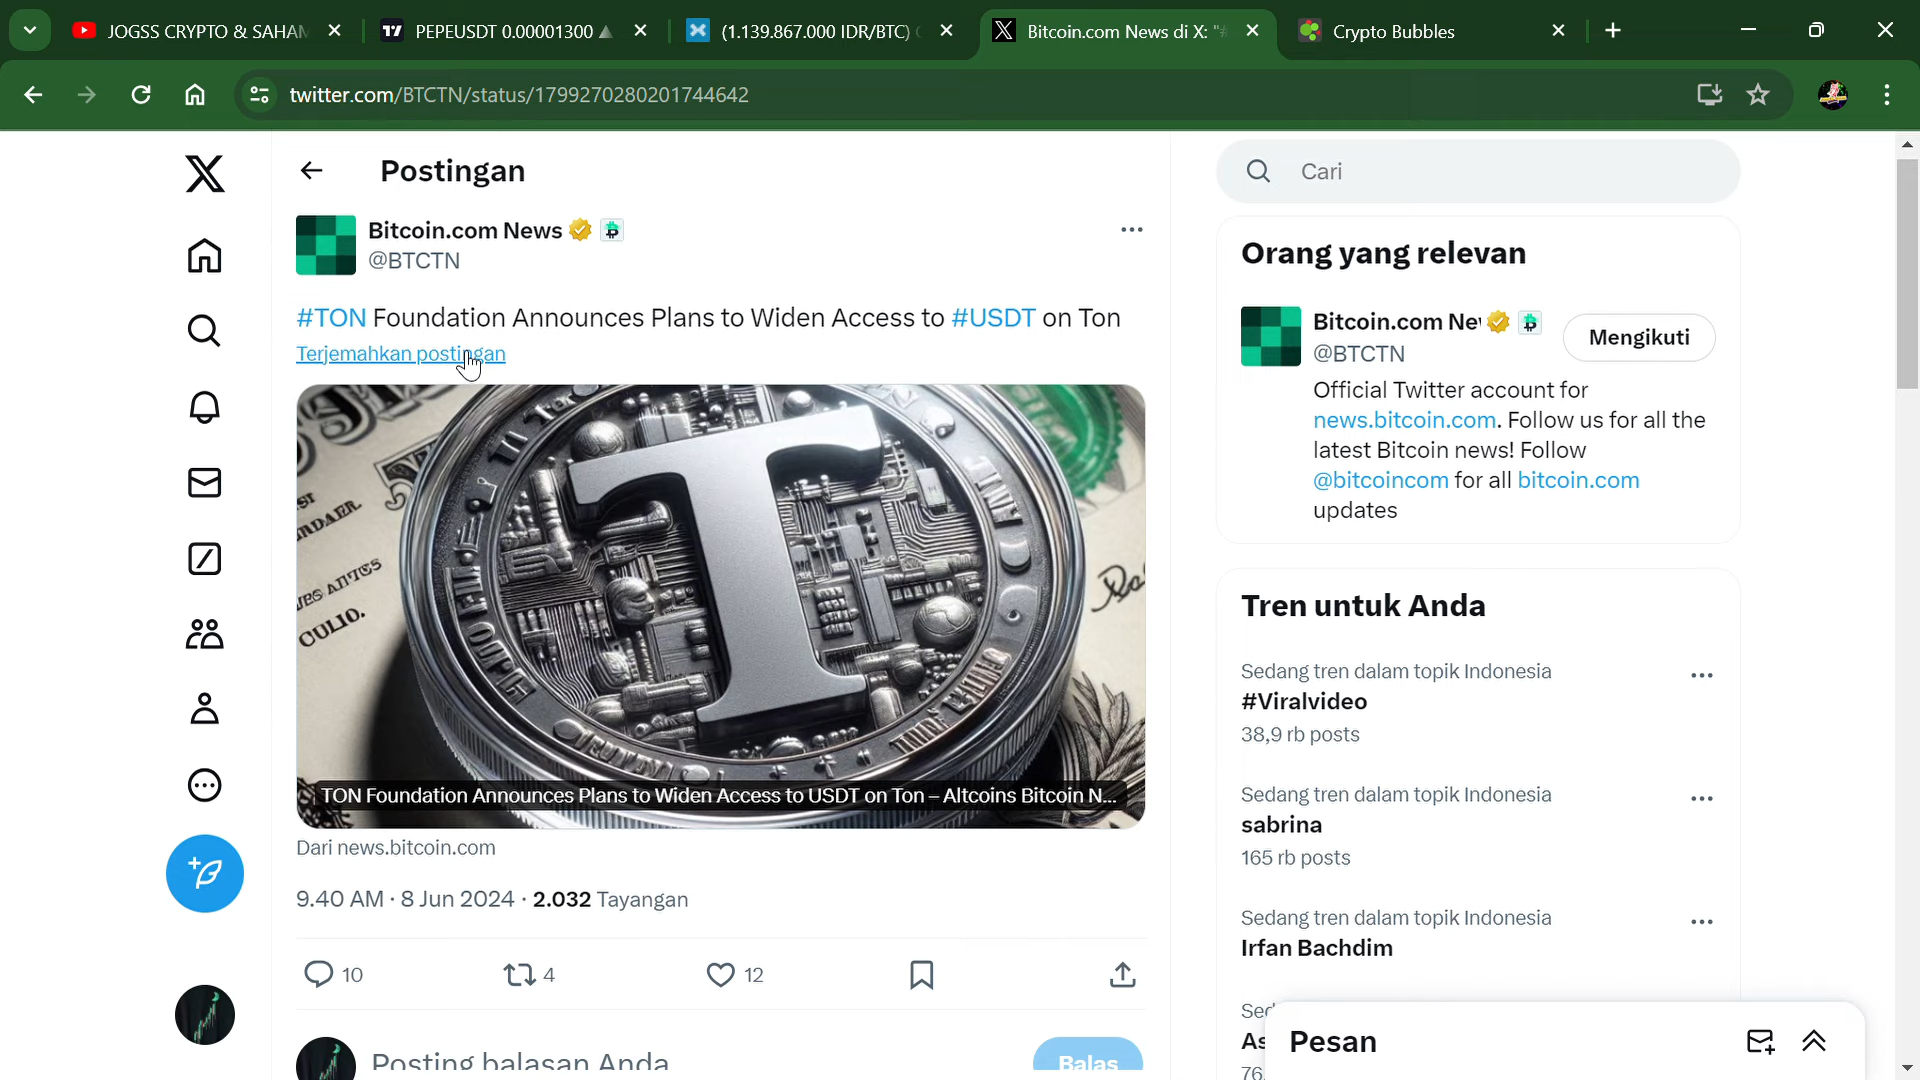 JOGSS CRYPTO & SAHAM
PEPEUSDT 0.00001300 ▲
(1.139.867.000 IDR/BTC)
Bitcoin.com News di X: "#
Crypto Bubbles
twitter.com/BTCTN/status/1799270280201744642
Postingan
Cari
Bitcoin.com News
@BTCTN
#TON Foundation Announces Plans to Widen Access to #USDT on Ton
Terjemahkan postingan
TON Foundation Announces Plans to Widen Access to USDT on Ton – Altcoins Bitcoin N...
Dari news.bitcoin.com
9.40 AM · 8 Jun 2024 · 2.032 Tayangan
10
4
12
Posting balasan Anda
Balas
Orang yang relevan
Bitcoin.com Ne
@BTCTN
Mengikuti
Official Twitter account for
news.bitcoin.com. Follow us for all the
latest Bitcoin news! Follow
@bitcoincom for all bitcoin.com
updates
Tren untuk Anda
Sedang tren dalam topik Indonesia
#Viralvideo
38,9 rb posts
Sedang tren dalam topik Indonesia
sabrina
165 rb posts
Sedang tren dalam topik Indonesia
Irfan Bachdim
Sed
As
76
Pesan